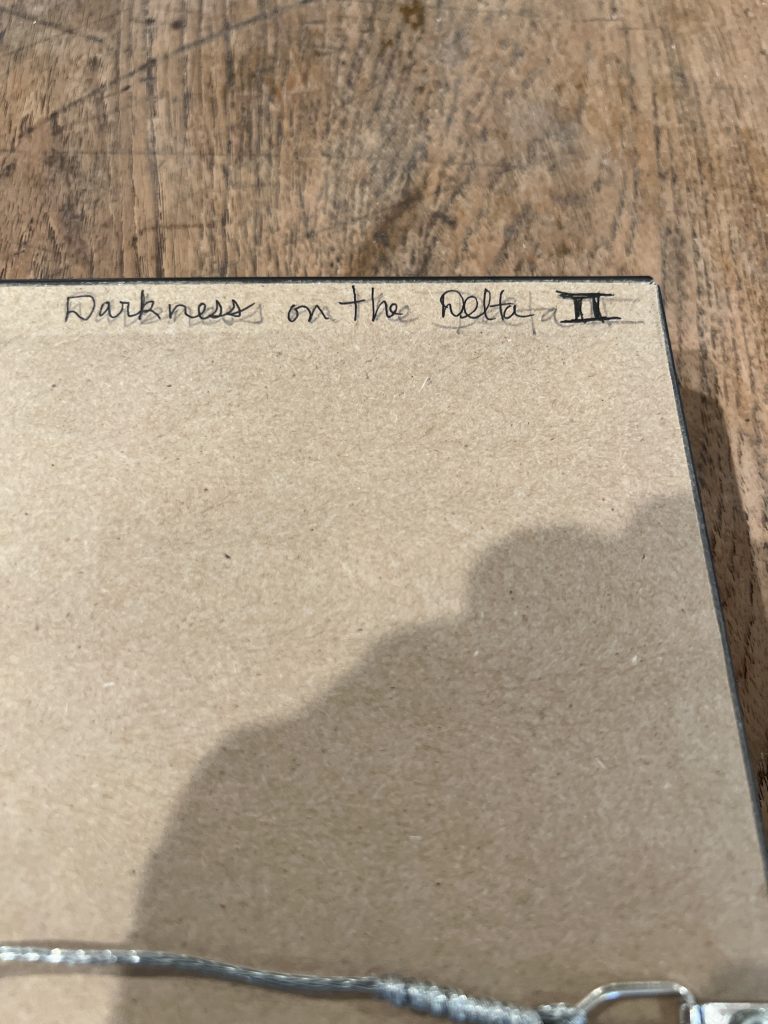 Darkness on the Delta II